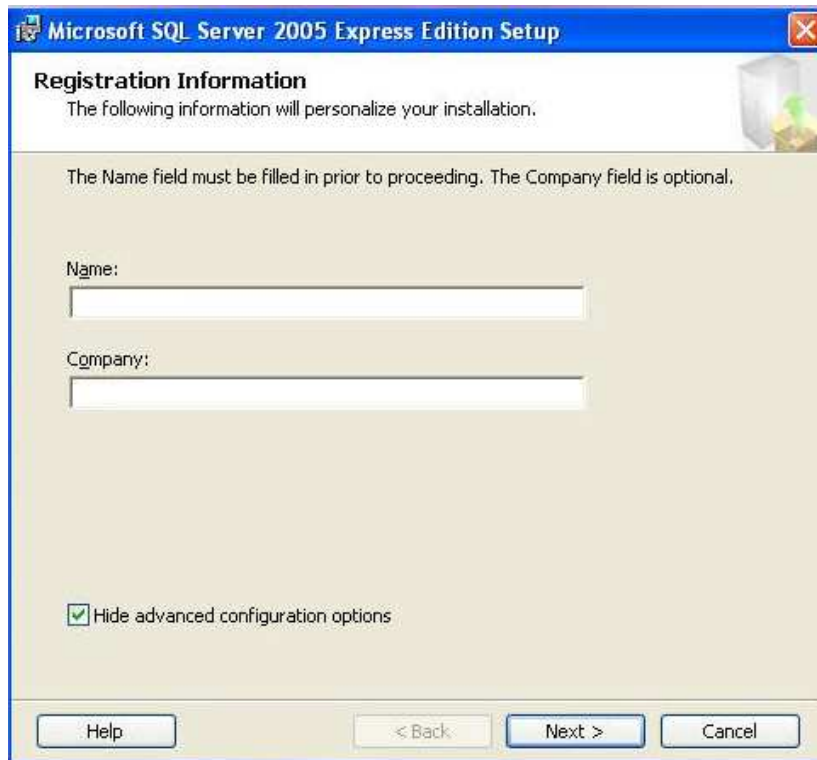 Microsoft SQL Server 2005 Express Edition Setup
Registration Information
The following information will personalize your installation.
The Name field must be filled in prior to proceeding. The Company field is optional.
Name:
Company:
Hide advanced configuration options
Help
< Back
Next >
Cancel